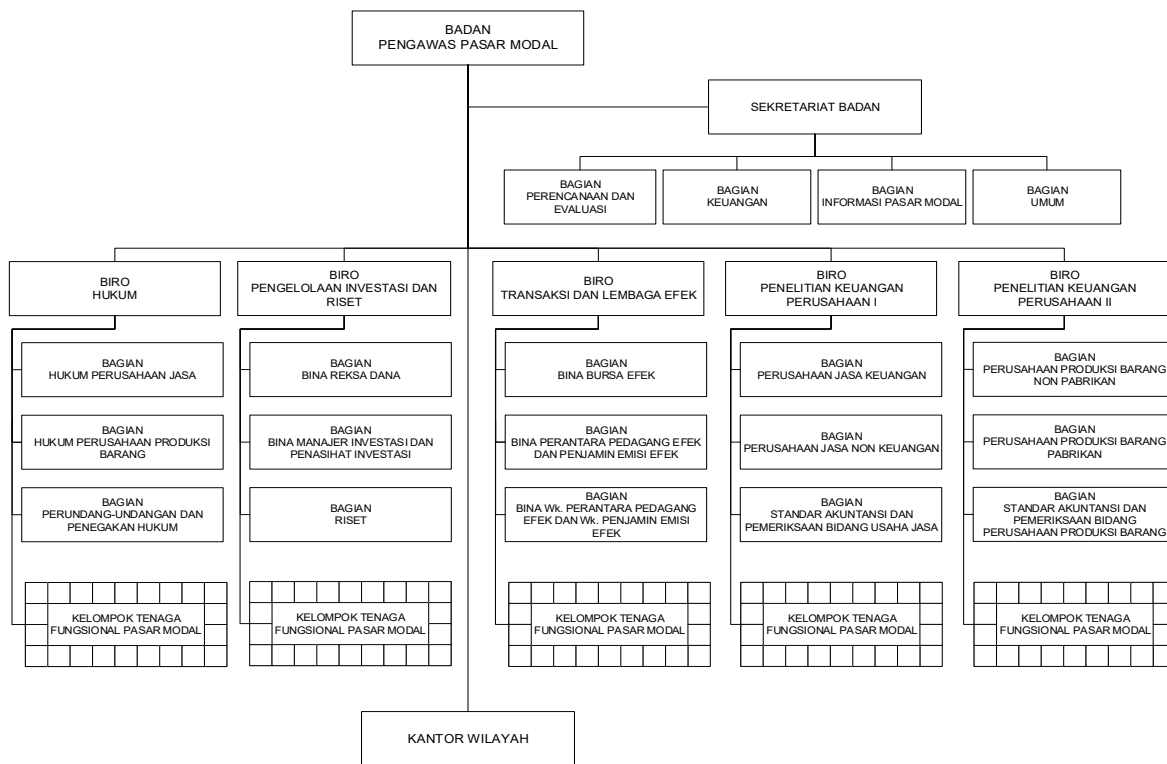 BADAN
PENGAWAS PASAR MODAL
SEKRETARIAT BADAN
BAGIAN
PERENCANAAN DAN
EVALUASI
BAGIAN
KEUANGAN
BAGIAN
INFORMASI PASAR MODAL
BAGIAN
UMUM
BIRO
HUKUM
BIRO
PENGELOLAAN INVESTASI DAN
RISET
BIRO
TRANSAKSI DAN LEMBAGA EFEK
BIRO
PENELITIAN KEUANGAN
PERUSAHAAN I
BIRO
PENELITIAN KEUANGAN
PERUSAHAAN II
BAGIAN
HUKUM PERUSAHAAN JASA
BAGIAN
BINA REKSA DANA
BAGIAN
BINA BURSA EFEK
BAGIAN
PERUSAHAAN JASA KEUANGAN
BAGIAN
PERUSAHAAN PRODUKSI BARANG
NON PABRIKAN
BAGIAN
HUKUM PERUSAHAAN PRODUKSI
BARANG
BAGIAN
BINA MANAJER INVESTASI DAN
PENASIHAT INVESTASI
BAGIAN
BINA PERANTARA PEDAGANG EFEK
DAN PENJAMIN EMISI EFEK
BAGIAN
PERUSAHAAN JASA NON KEUANGAN
BAGIAN
PERUSAHAAN PRODUKSI BARANG
PABRIKAN
BAGIAN
PERUNDANG-UNDANGAN DAN
PENEGAKAN HUKUM
BAGIAN
RISET
BAGIAN
BINA Wk. PERANTARA PEDAGANG
EFEK DAN Wk. PENJAMIN EMISI
EFEK
BAGIAN
STANDAR AKUNTANSI DAN
PEMERIKSAAN BIDANG USAHA JASA
BAGIAN
STANDAR AKUNTANSI DAN
PEMERIKSAAN BIDANG
PERUSAHAAN PRODUKSI BARANG
KELOMPOK TENAGA
FUNGSIONAL PASAR MODAL
KELOMPOK TENAGA
FUNGSIONAL PASAR MODAL
KELOMPOK TENAGA
FUNGSIONAL PASAR MODAL
KELOMPOK TENAGA
FUNGSIONAL PASAR MODAL
KELOMPOK TENAGA
FUNGSIONAL PASAR MODAL
KANTOR WILAYAH